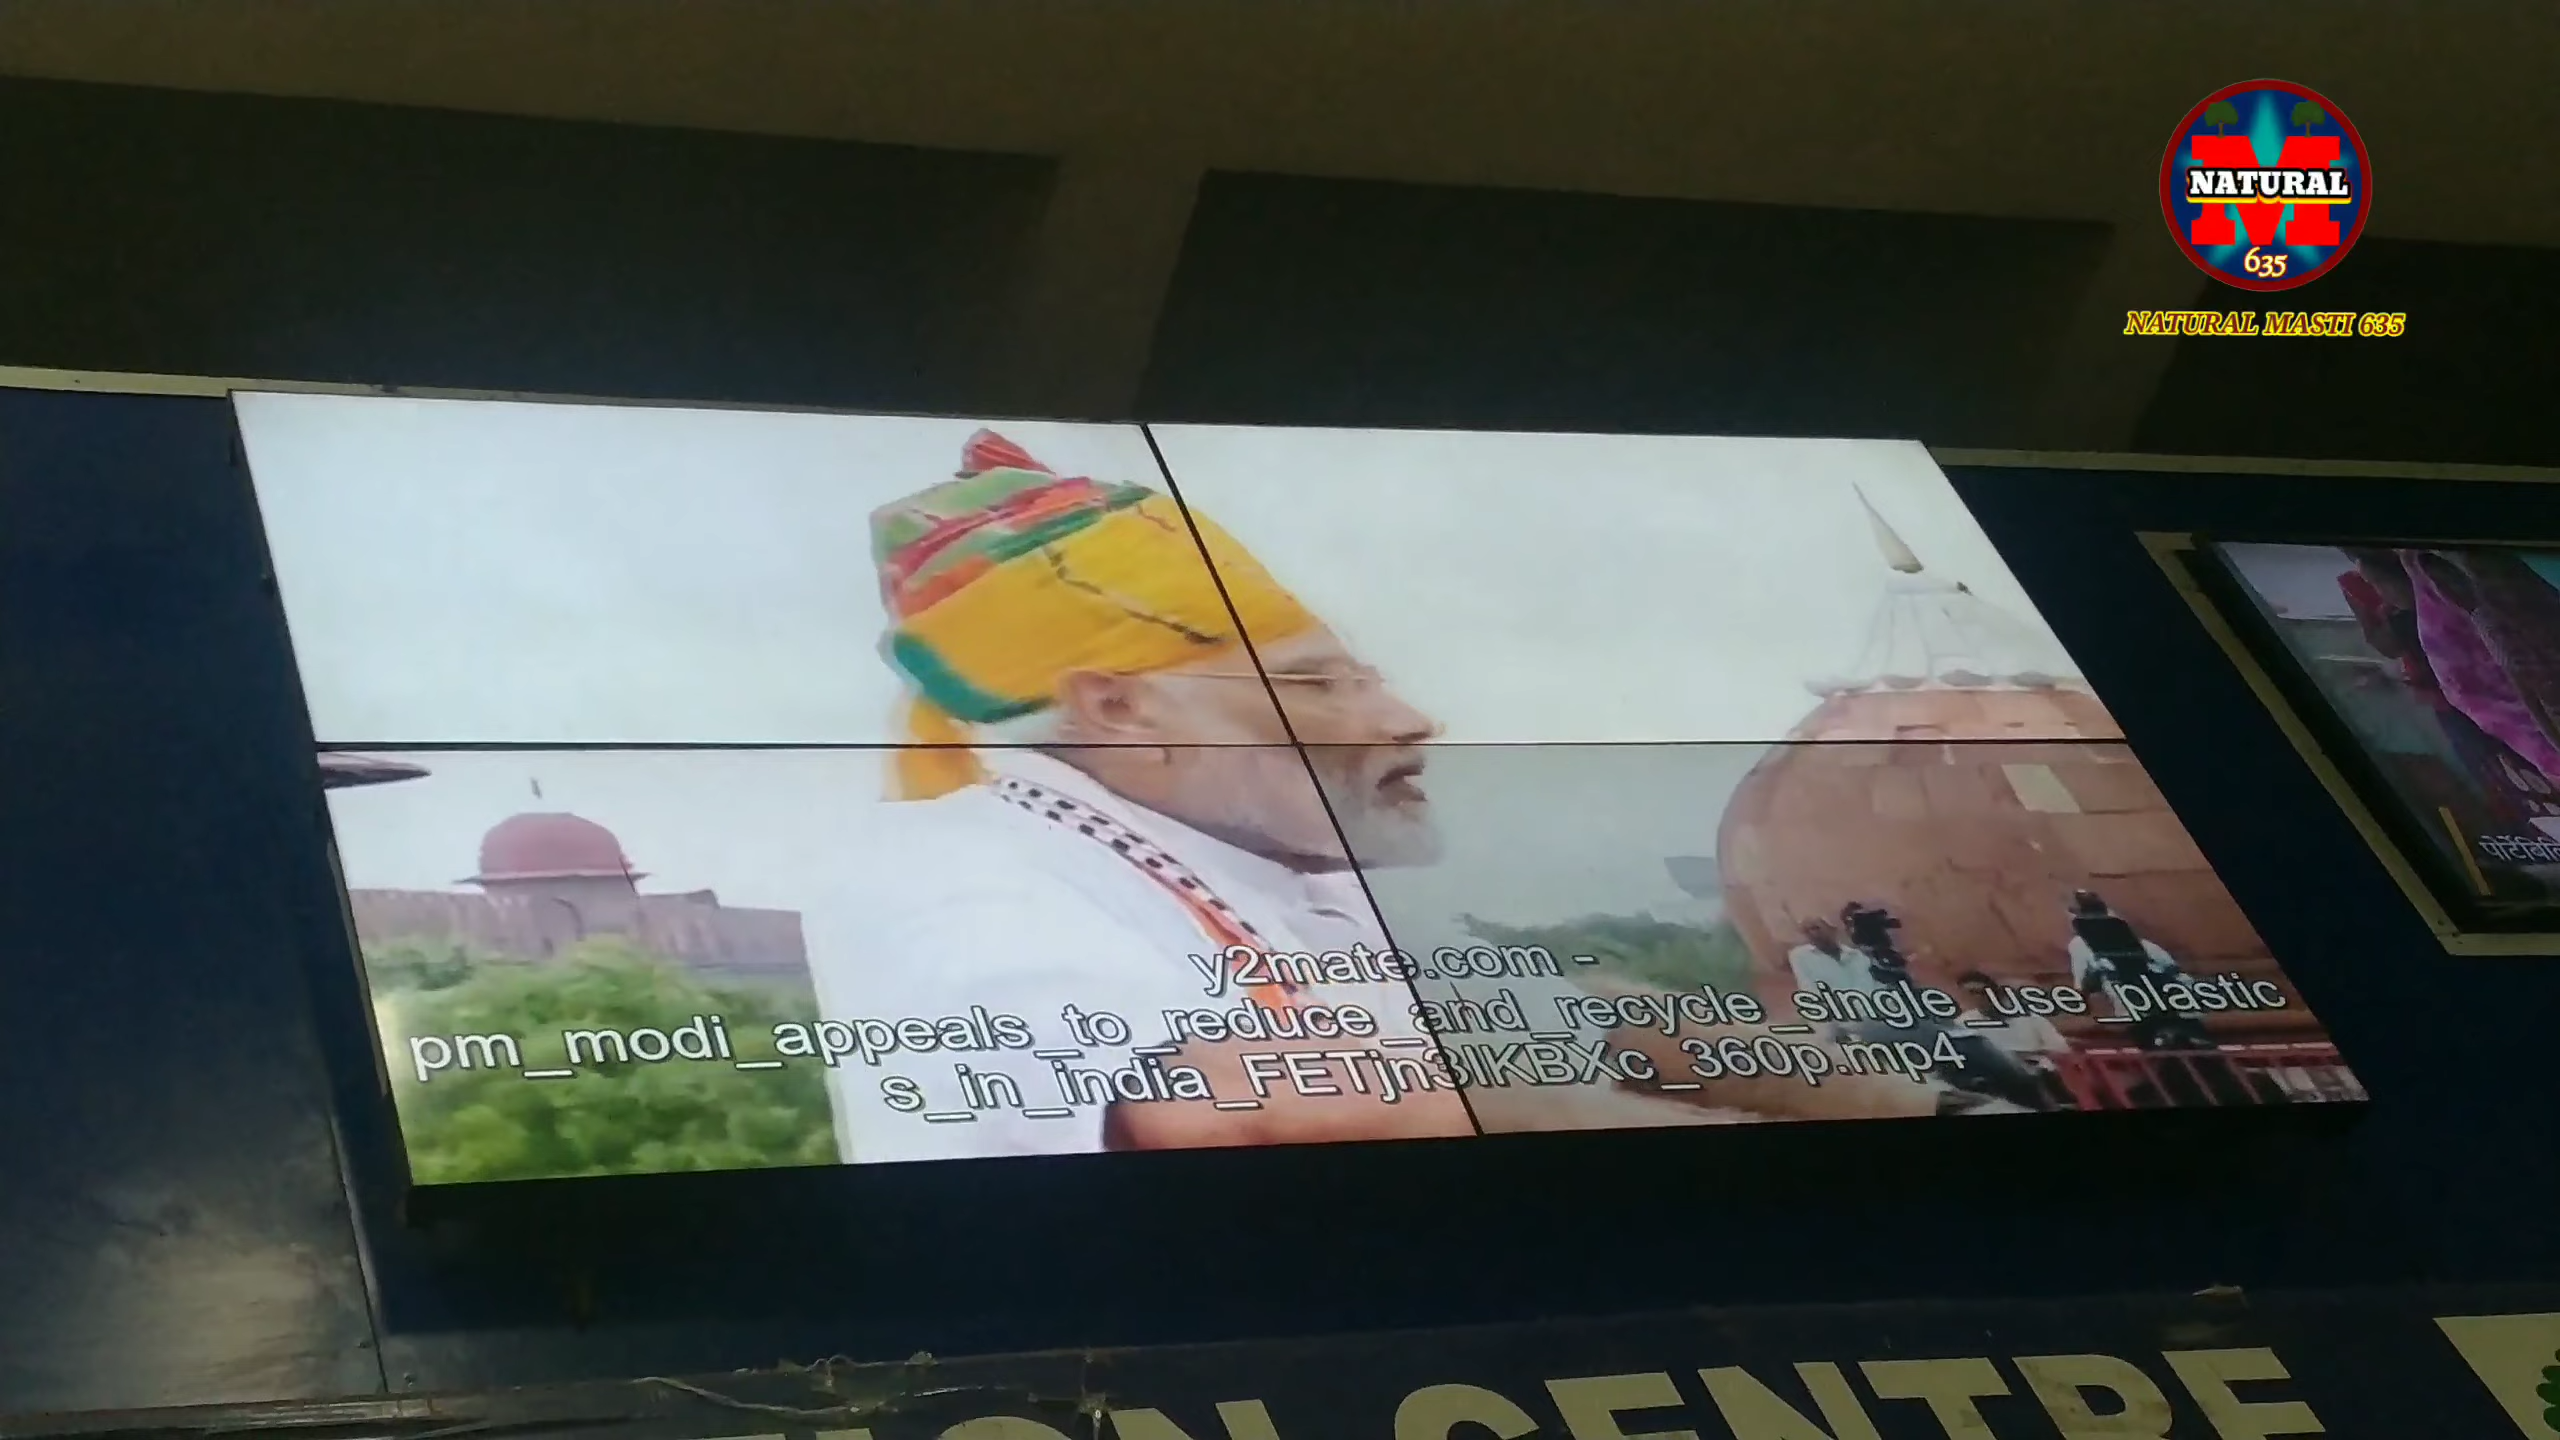 NATURAL
635
NATURAL MASTI 635
y2mate.com -
pm_modi_appeals_to_reduce_and_recycle_single_use_plastic
s_in_india_FETjn3IKBXc_360p.mp4
CENTRE